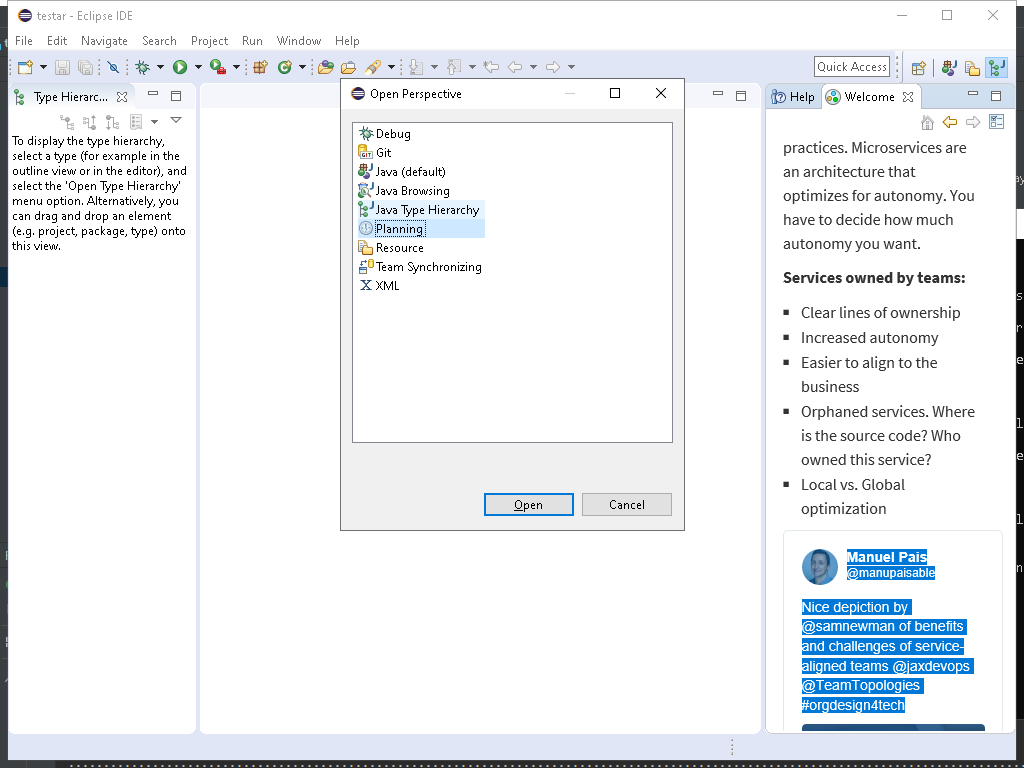 testar - Eclipse IDE
File Edit Navigate Search Project Run Window Help
Quick Access
Type Hierarc...
To display the type hierarchy,
select a type (for example in the
outline view or in the editor), and
select the 'Open Type Hierarchy'
menu option. Alternatively, you
can drag and drop an element
(e.g. project, package, type) onto
this view.
Open Perspective
Debug
Git
Java (default)
Java Browsing
Java Type Hierarchy
Planning
Resource
Team Synchronizing
XML
Open Cancel
Help Welcome
practices. Microservices are
an architecture that
optimizes for autonomy. You
have to decide how much
autonomy you want.
Services owned by teams:
Clear lines of ownership
Increased autonomy
Easier to align to the
business
Orphaned services. Where
is the source code? Who
owned this service?
Local vs. Global
optimization
Manuel Pais
@manupaisable
Nice depiction by
@samnewman of benefits
and challenges of service-
aligned teams @jaxdevops
@TeamTopologies
#orgdesign4tech